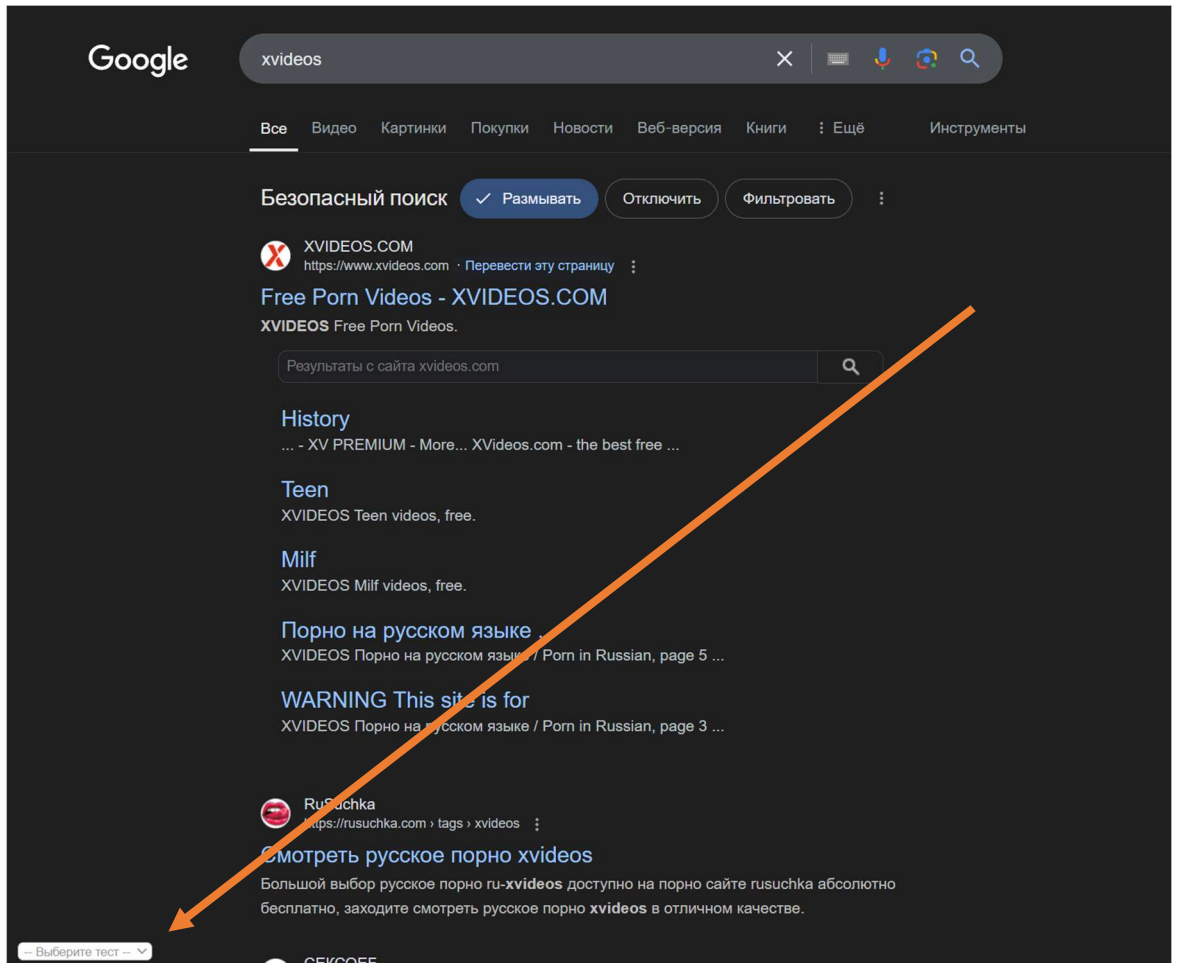 Google
xvideos
Все Видео Картинки Покупки Новости Веб-версия Книги Ещё Инструменты
Безопасный поиск Размывать Отключить Фильтровать
XVIDEOS.COM
https://www.xvideos.com · Перевести эту страницу
Free Porn Videos - XVIDEOS.COM
XVIDEOS Free Porn Videos.
Результаты с сайта xvideos.com
History
... - XV PREMIUM - More... XVideos.com - the best free ...
Teen
XVIDEOS Teen videos, free.
Milf
XVIDEOS Milf videos, free.
Порно на русском языке .
XVIDEOS Порно на русском языке / Porn in Russian, page 5 ...
WARNING This site is for
XVIDEOS Порно на русском языке / Porn in Russian, page 3 ...
RuSuchka
https://rusuchka.com › tags › xvideos
Смотреть русское порно xvideos
Большой выбор русское порно ru-xvideos доступно на порно сайте rusuchka абсолютно
бесплатно, заходите смотреть русское порно xvideos в отличном качестве.
-- Выберите тест --